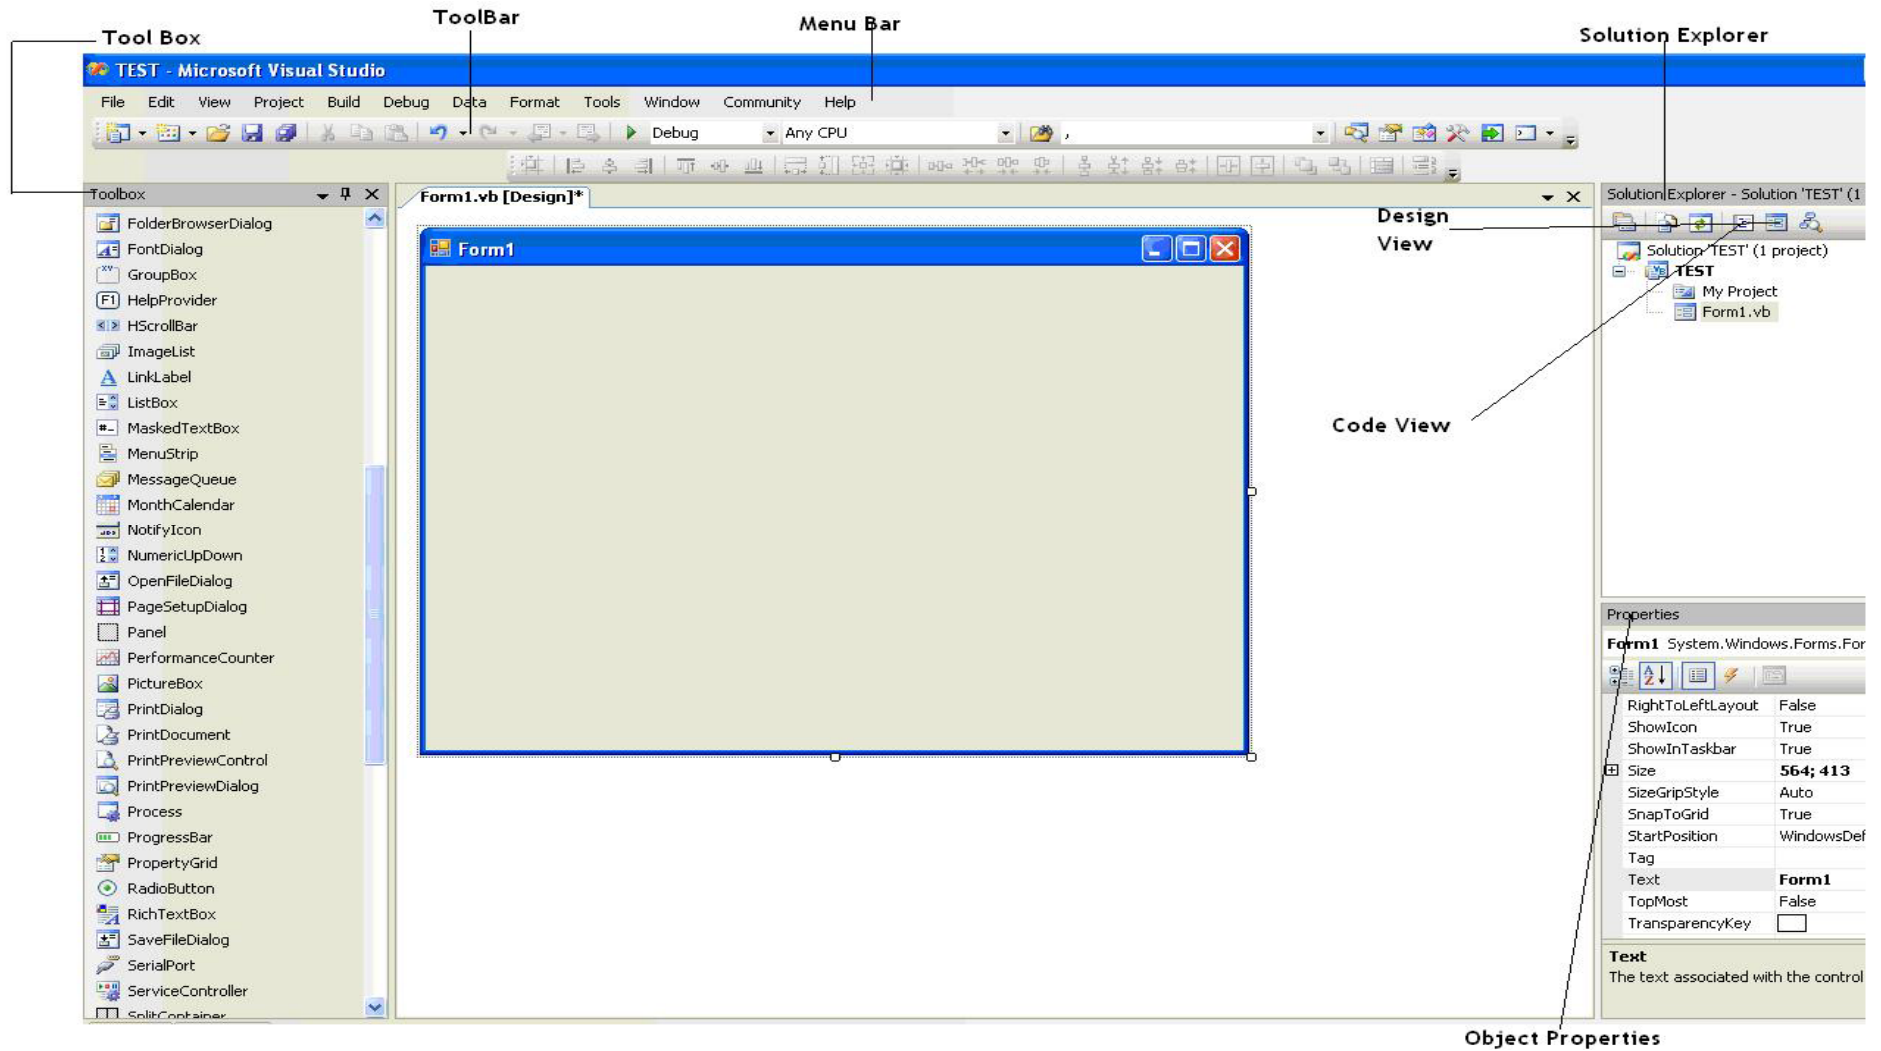 ToolBar
Menu Bar
Tool Box
Solution Explorer
TEST - Microsoft Visual Studio
File Edit View Project Build Debug Data Format Tools Window Community Help
Debug Any CPU ,
Toolbox
Form1.vb [Design]*
Solution Explorer - Solution 'TEST' (1
Design
View
FolderBrowserDialog
FontDialog
GroupBox
HelpProvider
HScrollBar
ImageList
LinkLabel
ListBox
MaskedTextBox
MenuStrip
MessageQueue
MonthCalendar
NotifyIcon
NumericUpDown
OpenFileDialog
PageSetupDialog
Panel
PerformanceCounter
PictureBox
PrintDialog
PrintDocument
PrintPreviewControl
PrintPreviewDialog
Process
ProgressBar
PropertyGrid
RadioButton
RichTextBox
SaveFileDialog
SerialPort
ServiceController
SplitContainer
Form1
Solution 'TEST' (1 project)
TEST
My Project
Form1.vb
Code View
Properties
Form1 System.Windows.Forms.For
RightToLeftLayout False
ShowIcon True
ShowInTaskbar True
Size 564; 413
SizeGripStyle Auto
SnapToGrid True
StartPosition WindowsDef
Tag
Text Form1
TopMost False
TransparencyKey
Text
The text associated with the control
Object Properties